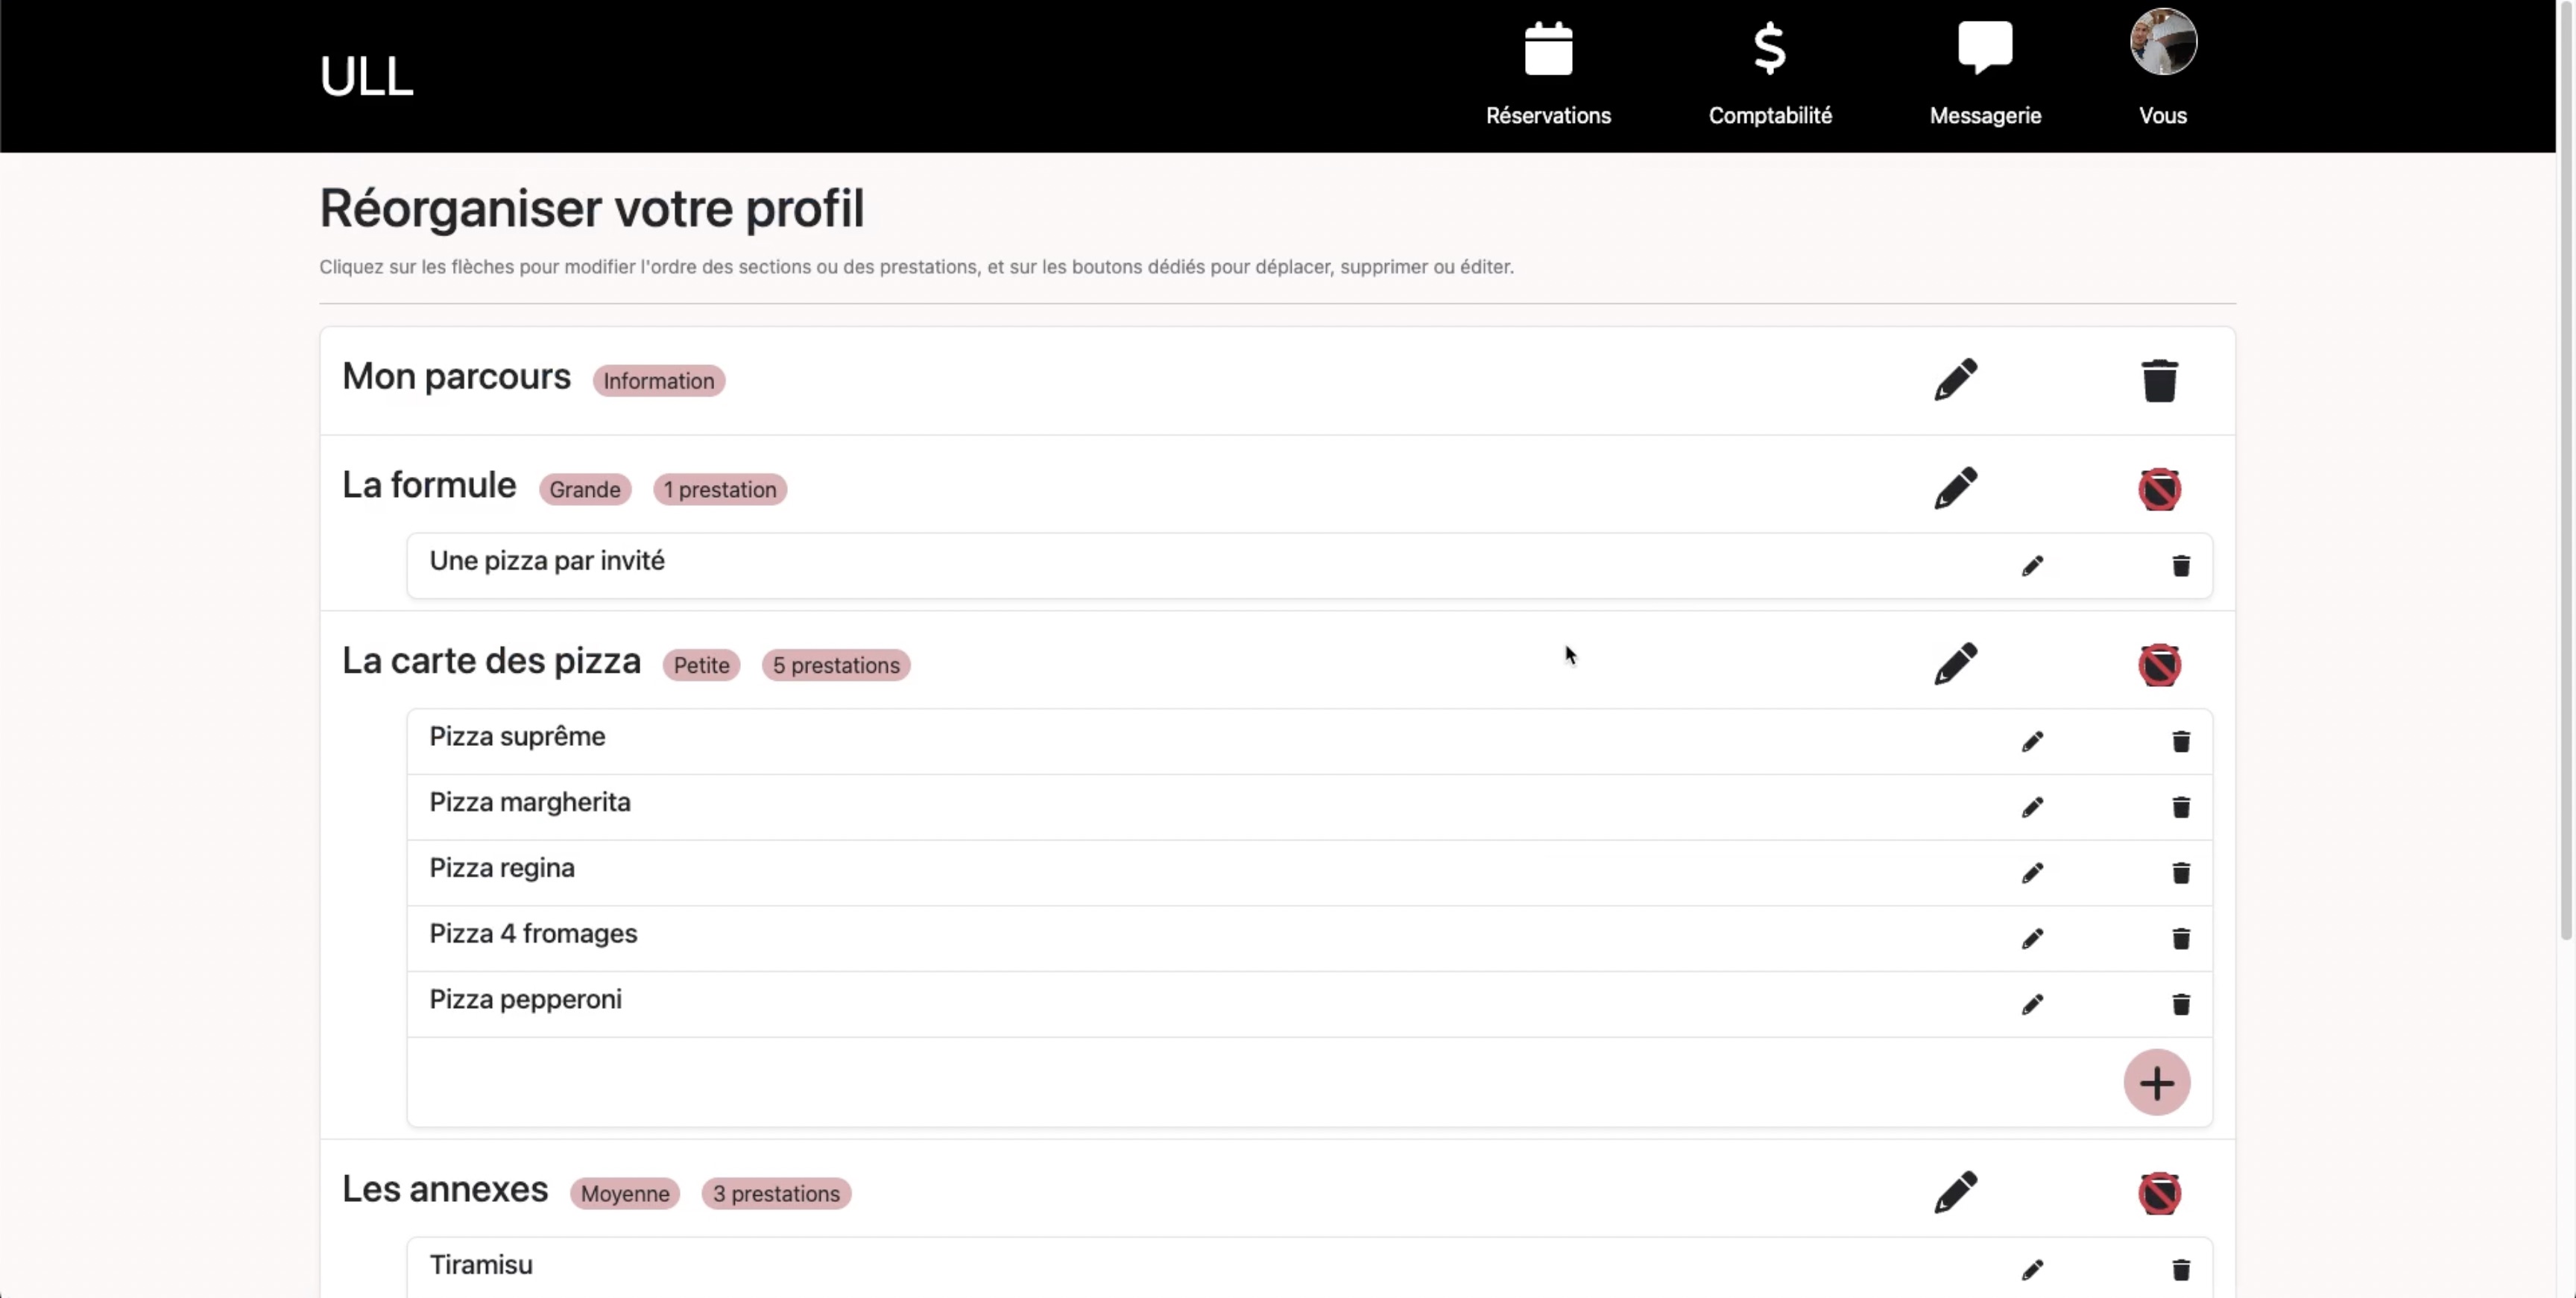 ULL
Réservations
Comptabilité
Messagerie
Vous
Réorganiser votre profil
Cliquez sur les flèches pour modifier l'ordre des sections ou des prestations, et sur les boutons dédiés pour déplacer, supprimer ou éditer.
Mon parcours Information
La formule Grande 1 prestation
Une pizza par invité
La carte des pizza Petite 5 prestations
Pizza suprême
Pizza margherita
Pizza regina
Pizza 4 fromages
Pizza pepperoni
Les annexes Moyenne 3 prestations
Tiramisu